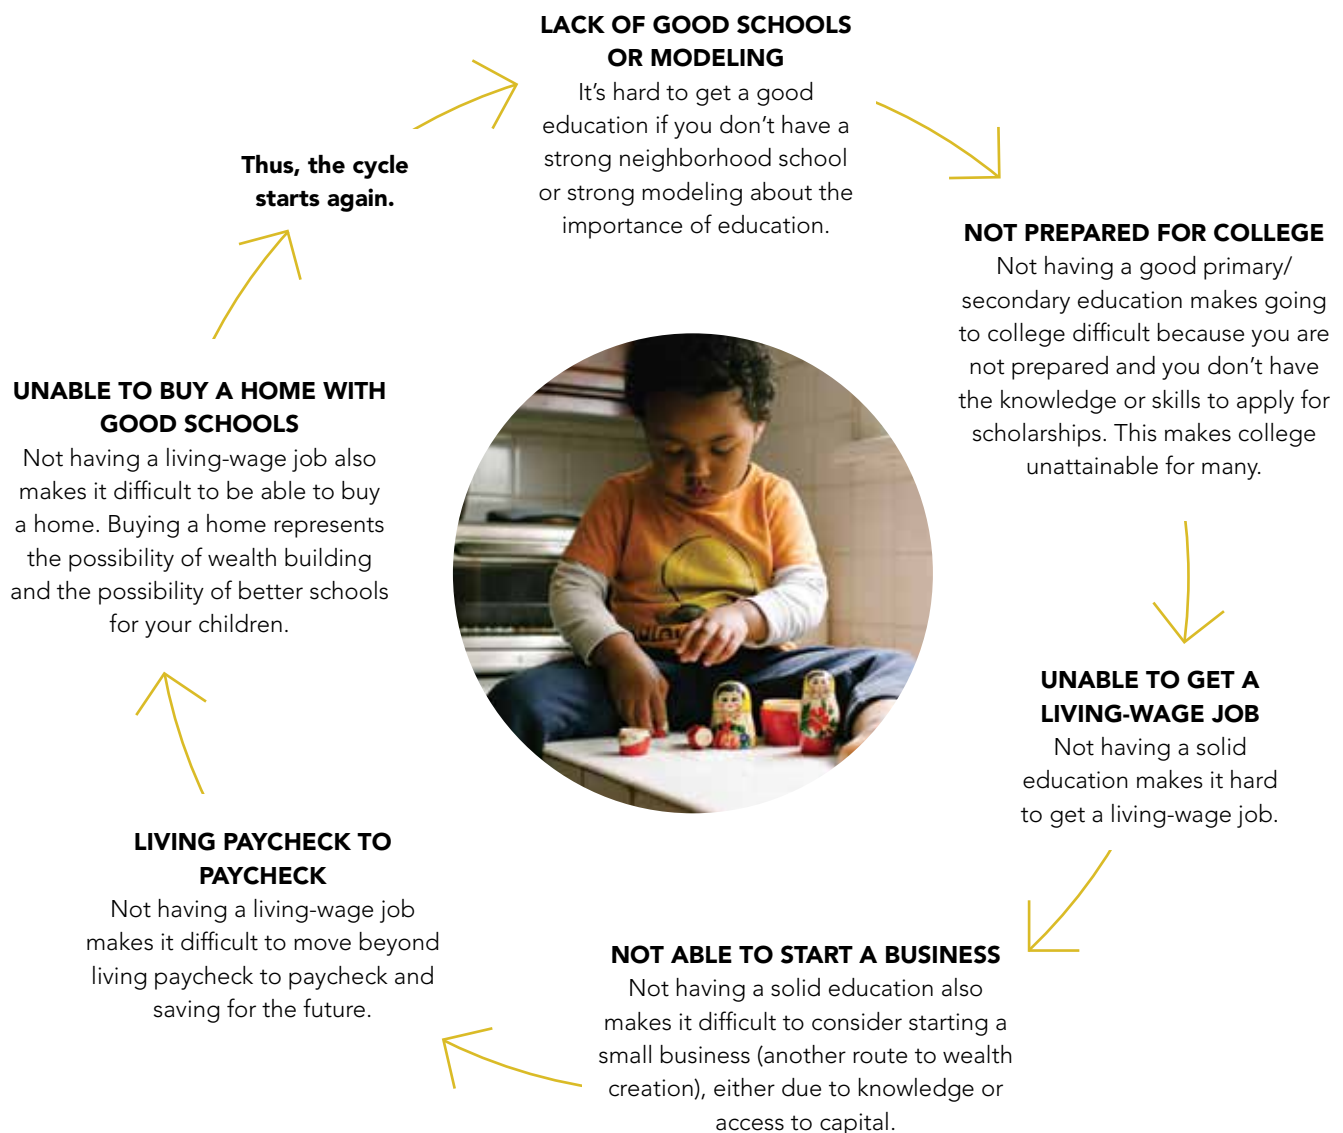 LACK OF GOOD SCHOOLS
OR MODELING
It's hard to get a good
education if you don't have a
strong neighborhood school
or strong modeling about the
importance of education.
NOT PREPARED FOR COLLEGE
Not having a good primary/
secondary education makes going
to college difficult because you are
not prepared and you don't have
the knowledge or skills to apply for
scholarships. This makes college
unattainable for many.
UNABLE TO GET A
LIVING-WAGE JOB
Not having a solid
education makes it hard
to get a living-wage job.
NOT ABLE TO START A BUSINESS
Not having a solid education also
makes it difficult to consider starting a
small business (another route to wealth
creation), either due to knowledge or
access to capital.
LIVING PAYCHECK TO
PAYCHECK
Not having a living-wage job
makes it difficult to move beyond
living paycheck to paycheck and
saving for the future.
UNABLE TO BUY A HOME WITH
GOOD SCHOOLS
Not having a living-wage job also
makes it difficult to be able to buy
a home. Buying a home represents
the possibility of wealth building
and the possibility of better schools
for your children.
Thus, the cycle
starts again.